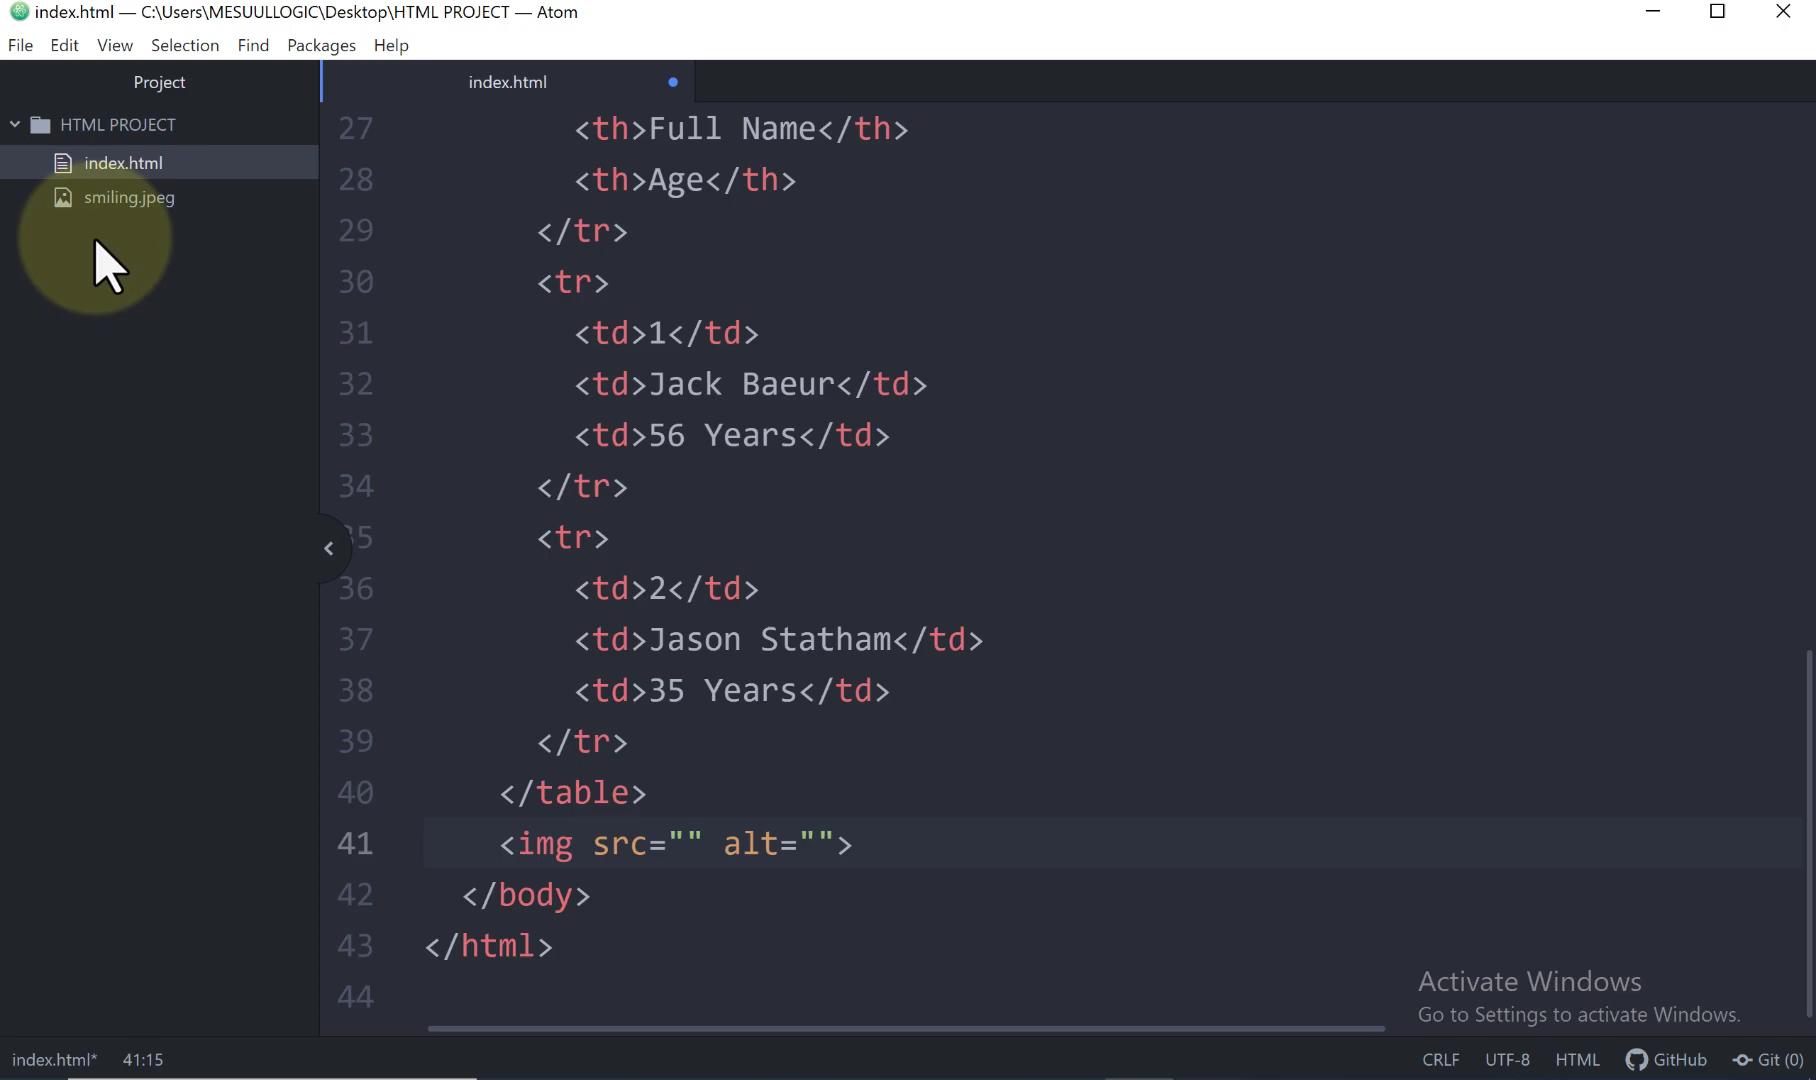 index.html — C:\Users\MESUULLOGIC\Desktop\HTML PROJECT — Atom
File Edit View Selection Find Packages Help
Project
index.html
HTML PROJECT
index.html
smiling.jpeg
27 <th>Full Name</th>
28 <th>Age</th>
29 </tr>
30 <tr>
31 <td>1</td>
32 <td>Jack Baeur</td>
33 <td>56 Years</td>
34 </tr>
35 <tr>
36 <td>2</td>
37 <td>Jason Statham</td>
38 <td>35 Years</td>
39 </tr>
40 </table>
41 <img src="" alt="">
42 </body>
43 </html>
44
Activate Windows
Go to Settings to activate Windows.
index.html* 41:15 CRLF UTF-8 HTML GitHub Git (0)